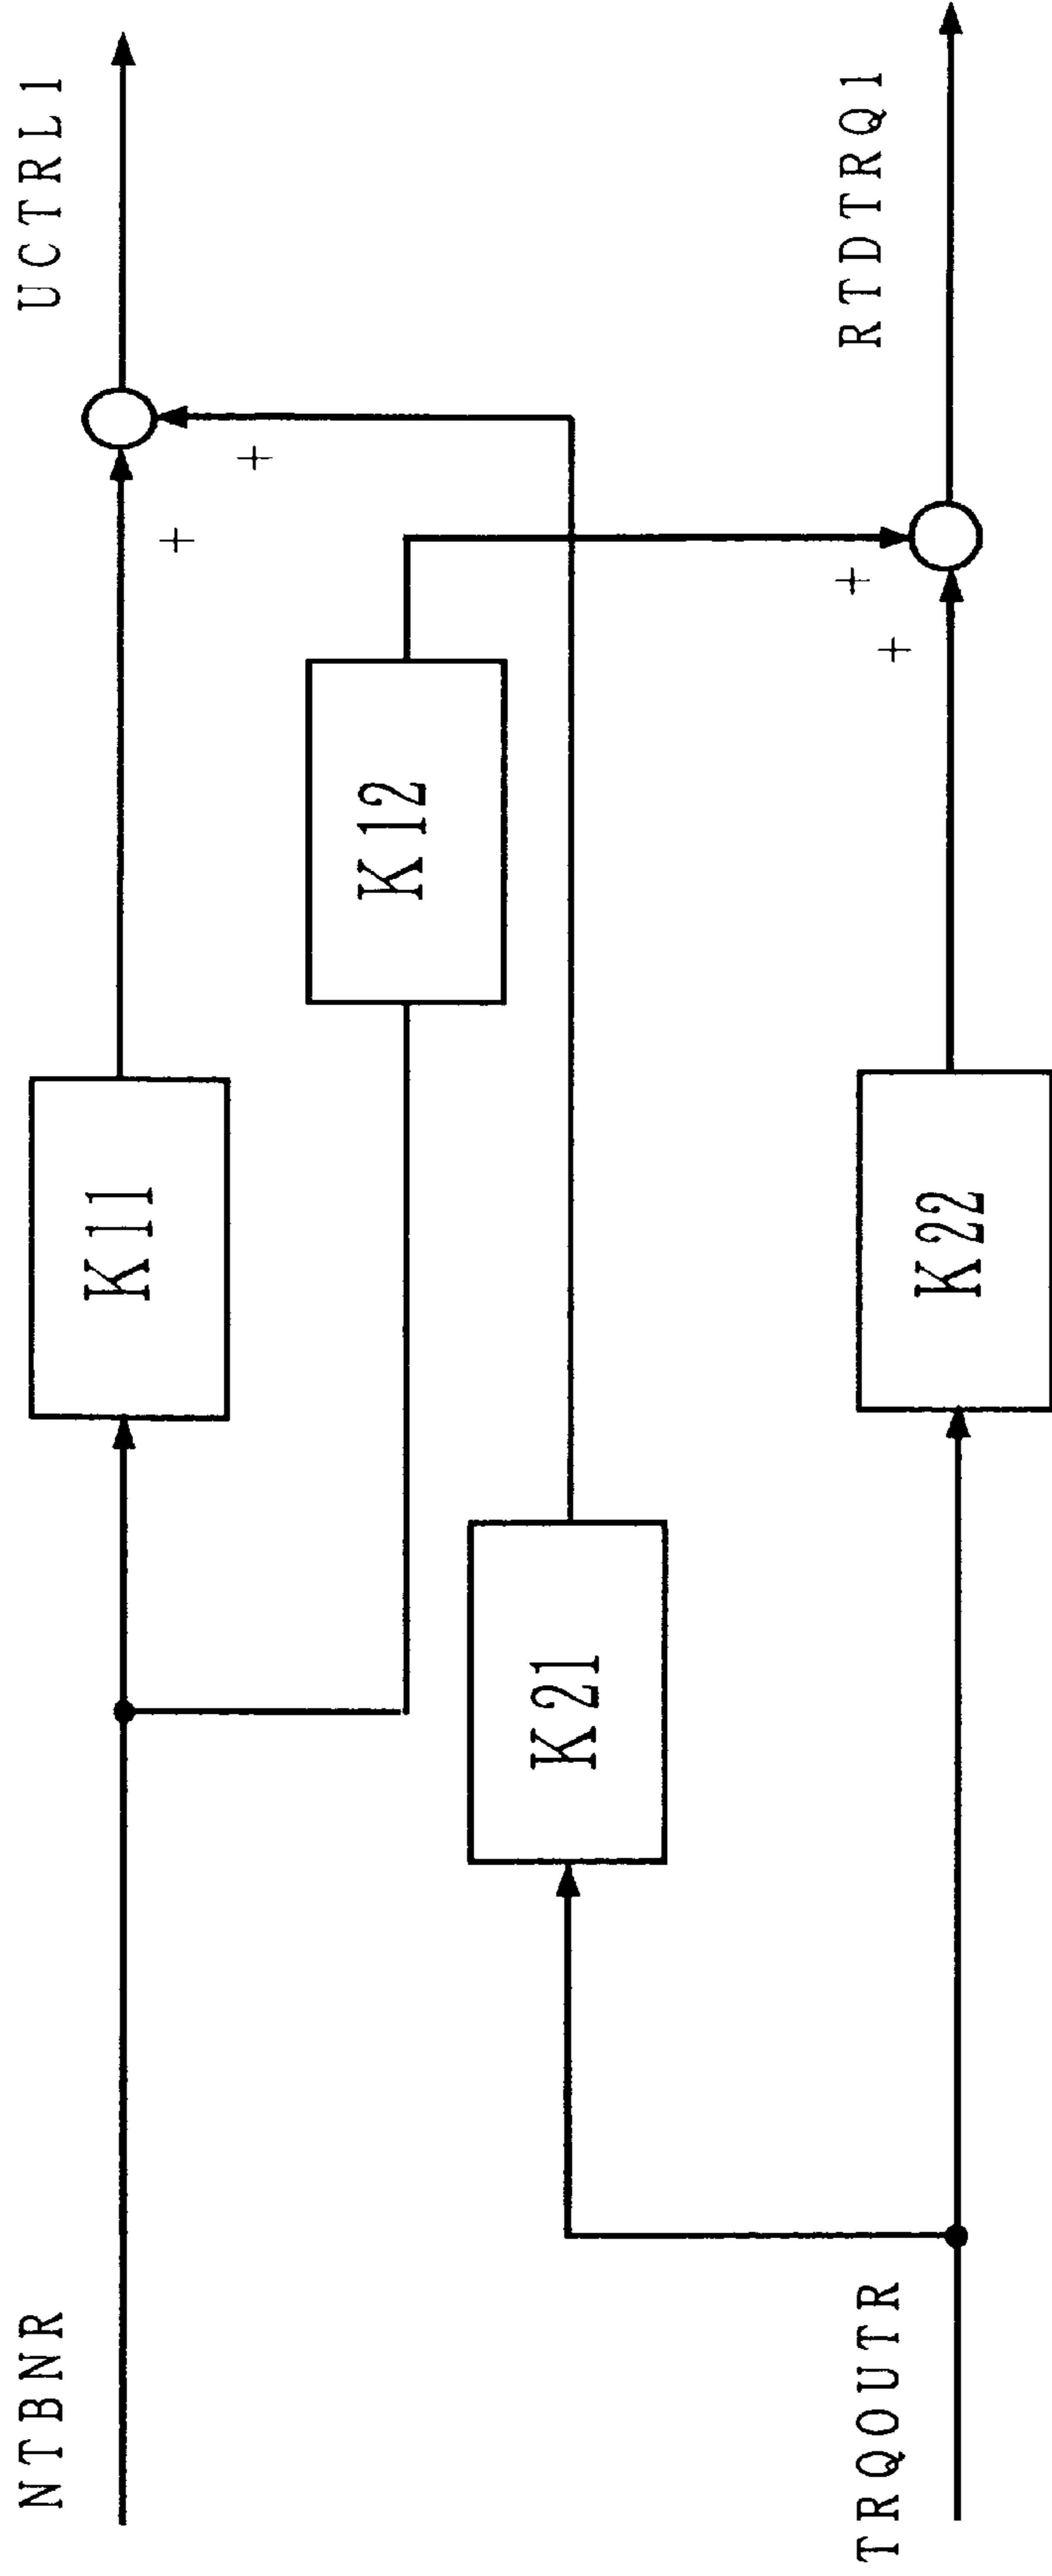 NTBNR
UCTRL1
K11
+
+
K12
K21
+
+
K22
TRQOUTR
RTDTRQ1